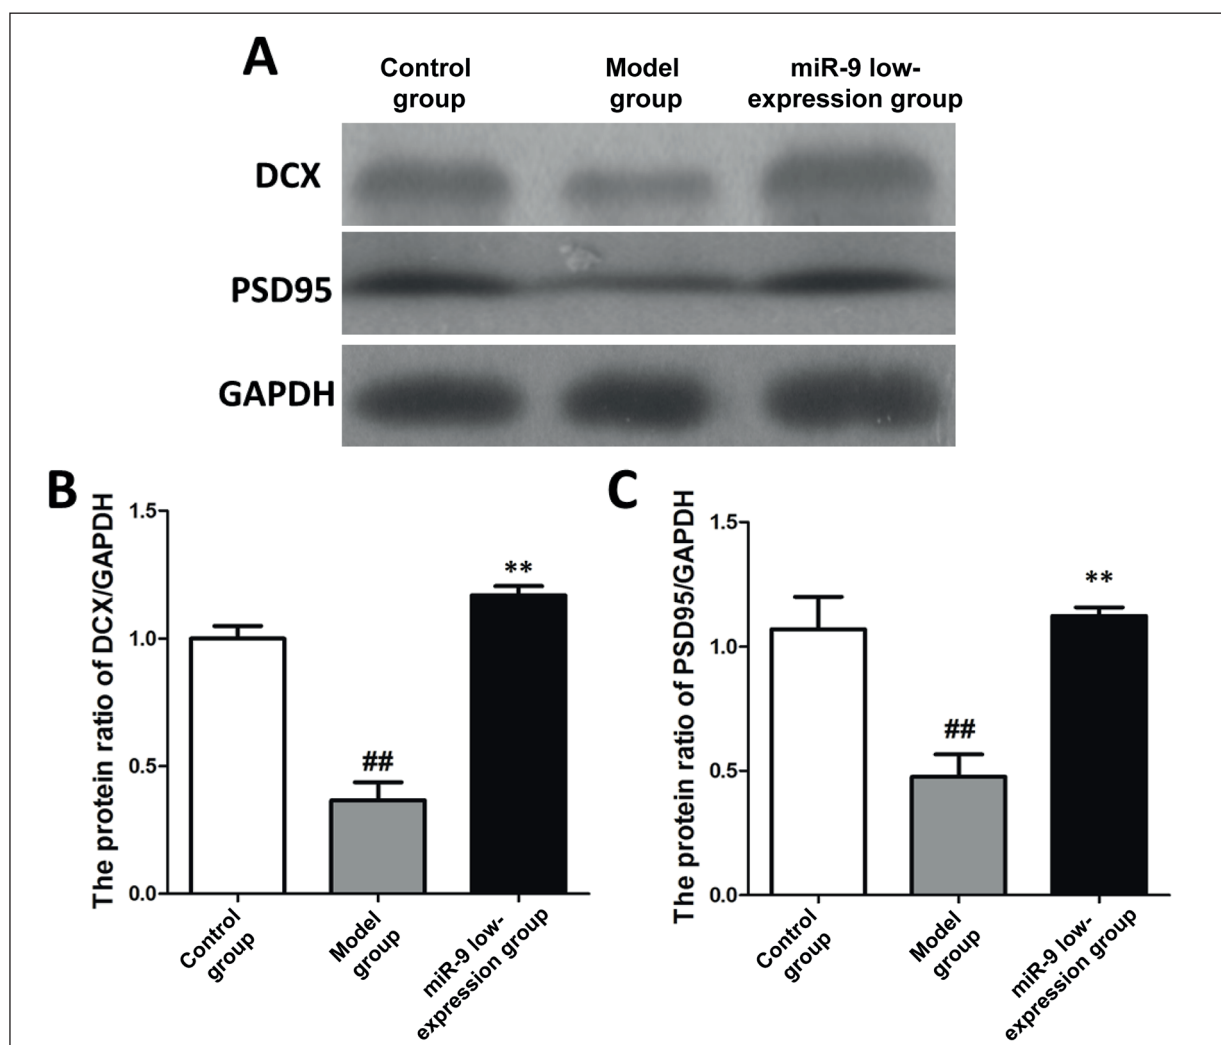 A
Control
group
Model
group
miR-9 low-
expression group
DCX
PSD95
GAPDH
B
The protein ratio of DCX/GAPDH
1.5
1.0
0.5
0.0
##
**
Control
group
Model
group
miR-9 low-
expression group
C
The protein ratio of PSD95/GAPDH
1.5
1.0
0.5
0.0
##
**
Control
group
Model
group
miR-9 low-
expression group